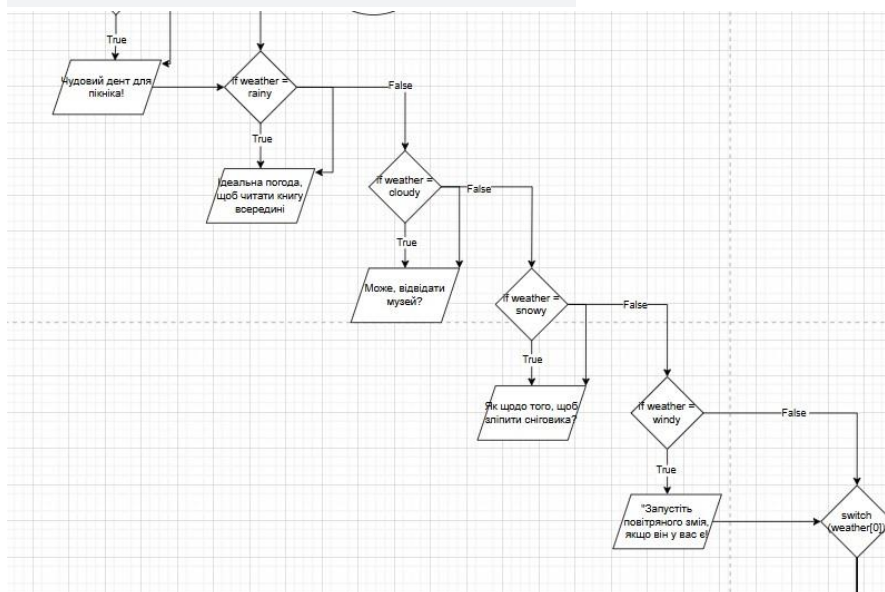 True
Чудовий дент для
пікніка!
if weather =
rainy
False
True
Ідеальна погода,
щоб читати книгу
всередині
if weather =
cloudy
False
True
Може, відвідати
музей?
if weather =
snowy
False
True
Як щодо того, щоб
зліпити сніговика?
if weather =
windy
False
True
"Запустіть
повітряного змія,
якщо він у вас є!
switch
(weather[0])